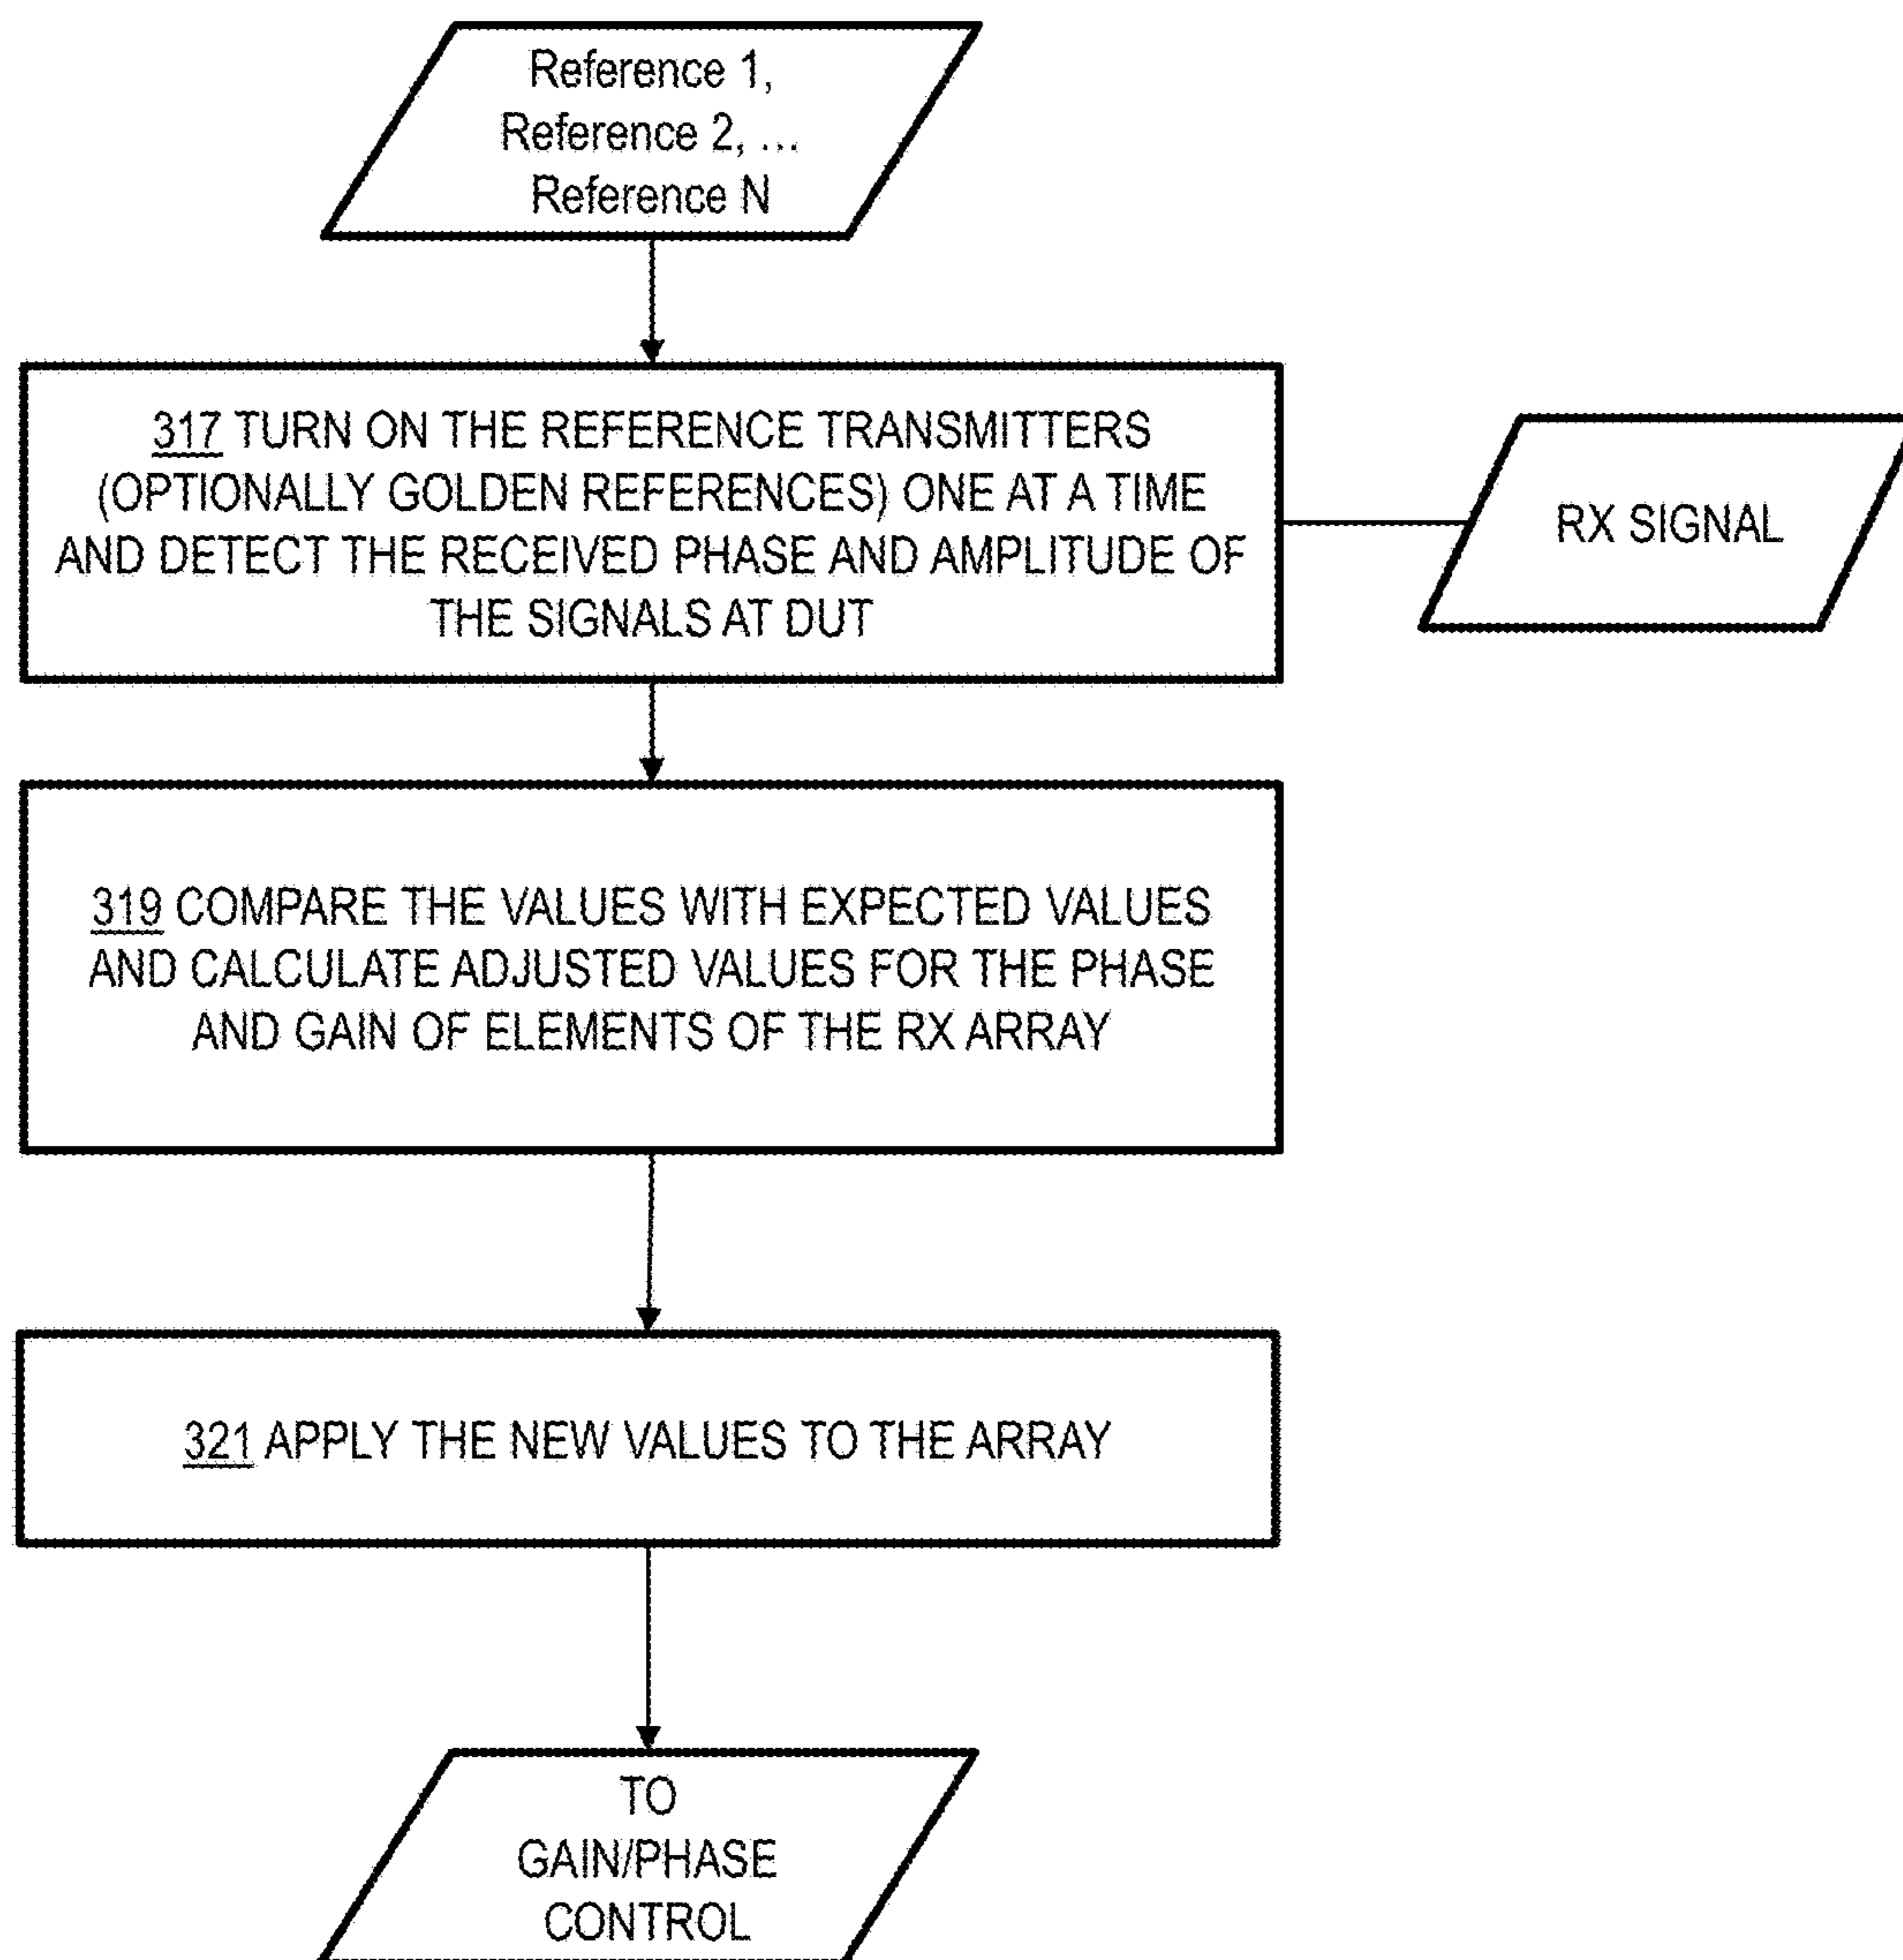 Reference 1,
Reference 2, ...
Reference N
317 TURN ON THE REFERENCE TRANSMITTERS
(OPTIONALLY GOLDEN REFERENCES) ONE AT A TIME
AND DETECT THE RECEIVED PHASE AND AMPLITUDE OF
THE SIGNALS AT DUT
RX SIGNAL
319 COMPARE THE VALUES WITH EXPECTED VALUES
AND CALCULATE ADJUSTED VALUES FOR THE PHASE
AND GAIN OF ELEMENTS OF THE RX ARRAY
321 APPLY THE NEW VALUES TO THE ARRAY
TO
GAIN/PHASE
CONTROL